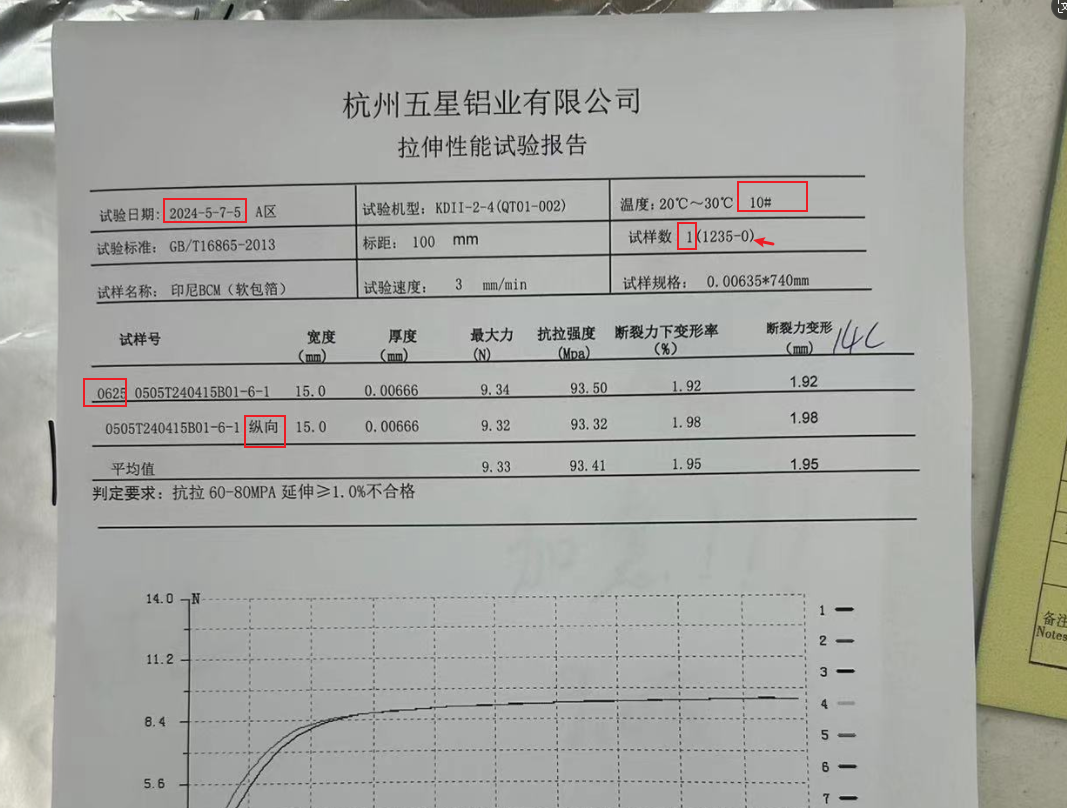 杭州五星铝业有限公司
拉伸性能试验报告
试验日期: 2024-5-7-5 A区 试验机型: KDII-2-4(QT01-002) 温度: 20℃～30℃ 10#
试验标准: GB/T16865-2013 标距: 100 mm 试样数 1(1235-0)
试样名称: 印尼BCM（软包箔） 试验速度: 3 mm/min 试样规格: 0.00635*740mm
试样号 宽度 厚度 最大力 抗拉强度 断裂力下变形率 断裂力变形 14C
(mm) (mm) (N) (Mpa) (%) (mm)
0625 0505T240415B01-6-1 15.0 0.00666 9.34 93.50 1.92 1.92
0505T240415B01-6-1 纵向 15.0 0.00666 9.32 93.32 1.98 1.98
平均值 9.33 93.41 1.95 1.95
判定要求: 抗拉 60-80MPA 延伸≥1.0%不合格
14.0 N
11.2
8.4
5.6
1
2
3
4
5
6
7
备注
Notes